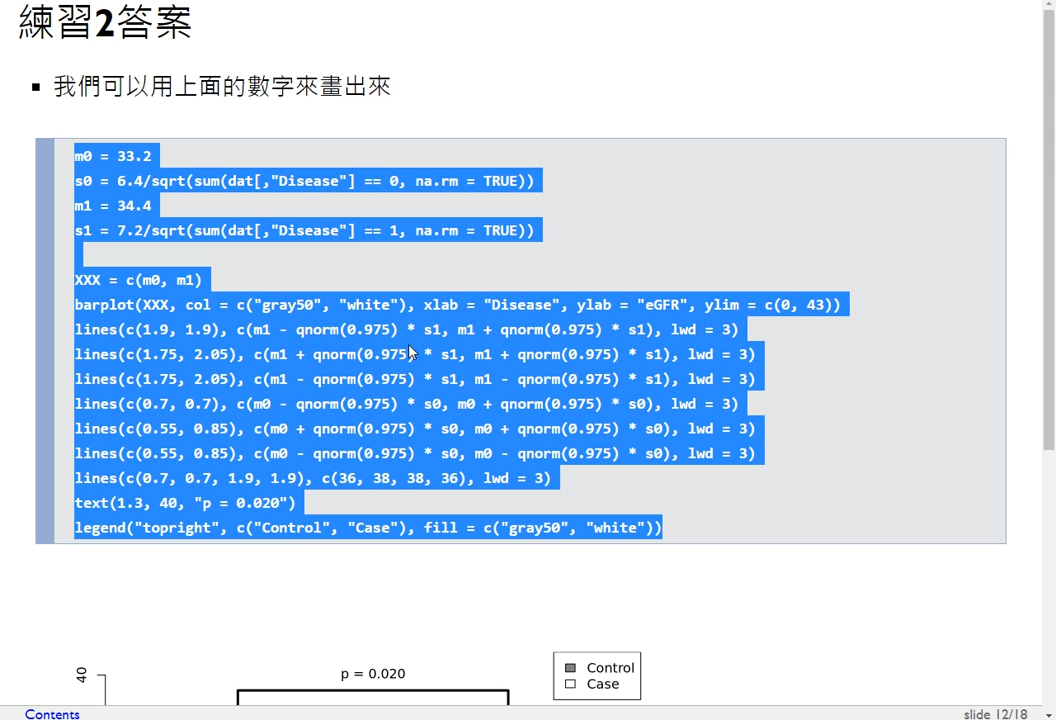 練習2答案
我們可以用上面的數字來畫出來
m0 = 33.2
s0 = 6.4/sqrt(sum(dat[,"Disease"] == 0, na.rm = TRUE))
m1 = 34.4
s1 = 7.2/sqrt(sum(dat[,"Disease"] == 1, na.rm = TRUE))
XXX = c(m0, m1)
barplot(XXX, col = c("gray50", "white"), xlab = "Disease", ylab = "eGFR", ylim = c(0, 43))
lines(c(1.9, 1.9), c(m1 - qnorm(0.975) * s1, m1 + qnorm(0.975) * s1), lwd = 3)
lines(c(1.75, 2.05), c(m1 + qnorm(0.975) * s1, m1 + qnorm(0.975) * s1), lwd = 3)
lines(c(1.75, 2.05), c(m1 - qnorm(0.975) * s1, m1 - qnorm(0.975) * s1), lwd = 3)
lines(c(0.7, 0.7), c(m0 - qnorm(0.975) * s0, m0 + qnorm(0.975) * s0), lwd = 3)
lines(c(0.55, 0.85), c(m0 + qnorm(0.975) * s0, m0 + qnorm(0.975) * s0), lwd = 3)
lines(c(0.55, 0.85), c(m0 - qnorm(0.975) * s0, m0 - qnorm(0.975) * s0), lwd = 3)
lines(c(0.7, 0.7, 1.9, 1.9), c(36, 38, 38, 36), lwd = 3)
text(1.3, 40, "p = 0.020")
legend("topright", c("Control", "Case"), fill = c("gray50", "white"))
40
p = 0.020
Control
Case
Contents
slide 12/18